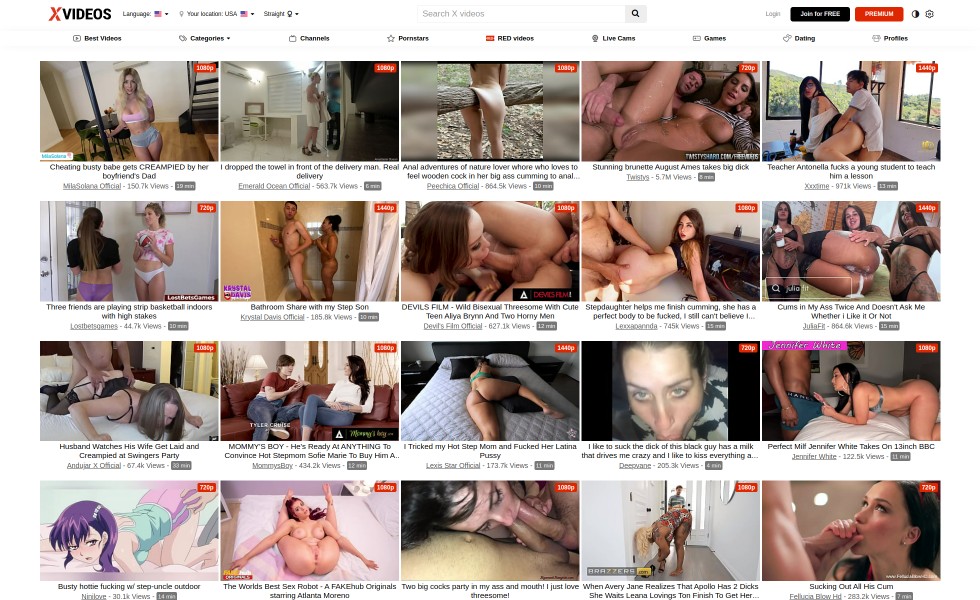 XVIDEOS
Language:
Your location: USA
Straight
Search X videos
Login
Join for FREE
PREMIUM
Best Videos
Categories
Channels
Pornstars
RED videos
Live Cams
Games
Dating
Profiles
1080p
1080p
1080p
720p
1440p
MilaSolana
TWISTYSHARD.COM/FREEVIDEOS
Cheating busty babe gets CREAMPIED by her
boyfriend's Dad
MilaSolana Official - 150.7k Views - 19 min
I dropped the towel in front of the delivery man. Real
delivery
Emerald Ocean Official - 563.7k Views - 6 min
Anal adventures of nature lover whore who loves to
feel wooden cock in her big ass cumming to anal...
Peechica Official - 864.5k Views - 10 min
Stunning brunette August Ames takes big dick
Twistys - 5.7M Views - 8 min
Teacher Antonella fucks a young student to teach
him a lesson
Xxxtime - 971k Views - 13 min
720p
1440p
1080p
1080p
1440p
LostBetsGames
KRYSTAL
DAVIS
DEVILS FILM
julia fit
Three friends are playing strip basketball indoors
with high stakes
Lostbetsgames - 44.7k Views - 10 min
Bathroom Share with my Step Son
Krystal Davis Official - 185.8k Views - 10 min
DEVILS FILM - Wild Bisexual Threesome With Cute
Teen Aliya Brynn And Two Horny Men
Devil's Film Official - 627.1k Views - 12 min
Stepdaughter helps me finish cumming, she has a
perfect body to be fucked, I still can't believe I...
Lexxapannda - 745k Views - 15 min
Cums in My Ass Twice And Doesn't Ask Me
Whether i Like it Or Not
JuliaFit - 864.6k Views - 15 min
1080p
1080p
1440p
720p
Jennifer White
1080p
TYLER CRUISE
Mommy's boy
Husband Watches His Wife Get Laid and
Creampied at Swingers Party
Andujar X Official - 67.4k Views - 33 min
MOMMY'S BOY - He's Ready At ANYTHING To
Convince Hot Stepmom Sofie Marie To Buy Him A..
MommysBoy - 434.2k Views - 12 min
I Tricked my Hot Step Mom and Fucked Her Latina
Pussy
Lexis Star Official - 173.7k Views - 11 min
I like to suck the dick of this black guy has a milk
that drives me crazy and I like to kiss everything a...
Deepvane - 205.3k Views - 4 min
Perfect Milf Jennifer White Takes On 13inch BBC
Jennifer White - 122.5k Views - 11 min
720p
1080p
1080p
1080p
720p
BRAZZERS
www.FellucaBlowHD.com
Busty hottie fucking w/ step-uncle outdoor
Ninilove - 30.1k Views - 14 min
The Worlds Best Sex Robot - A FAKEhub Originals
starring Atlanta Moreno
Two big cocks party in my ass and mouth! I just love
threesome!
When Avery Jane Realizes That Apollo Has 2 Dicks
She Waits Leana Lovings Ton Finish To Get Her...
Sucking Out All His Cum
Fellucia Blow Hd - 283.2k Views - 7 min